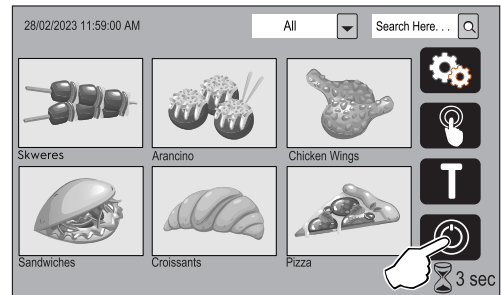 28/02/2023 11:59:00 AM
All
Search Here. . .
Skweres
Arancino
Chicken Wings
T
Sandwiches
Croissants
Pizza
3 sec